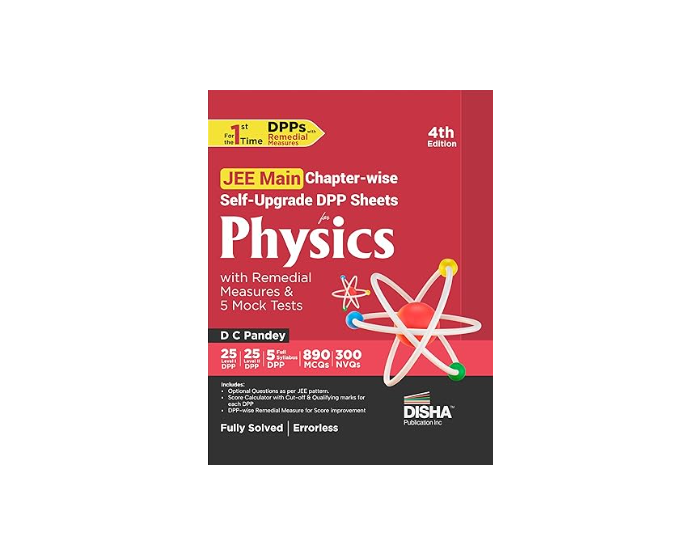 For the 1st Time
DPPs with
Remedial
Measures
4th
Edition
JEE Main Chapter-wise
Self-Upgrade DPP Sheets
for
Physics
with Remedial
Measures &
5 Mock Tests
D C Pandey
25 Level I DPP
25 Level II DPP
5 Full Syllabus DPP
890 MCQs
300 NVQs
Includes:
• Optional Questions as per JEE pattern.
• Score Calculator with Cut-off & Qualifying marks for
each DPP
• DPP-wise Remedial Measure for Score improvement
Fully Solved | Errorless
DISHA™
Publication Inc